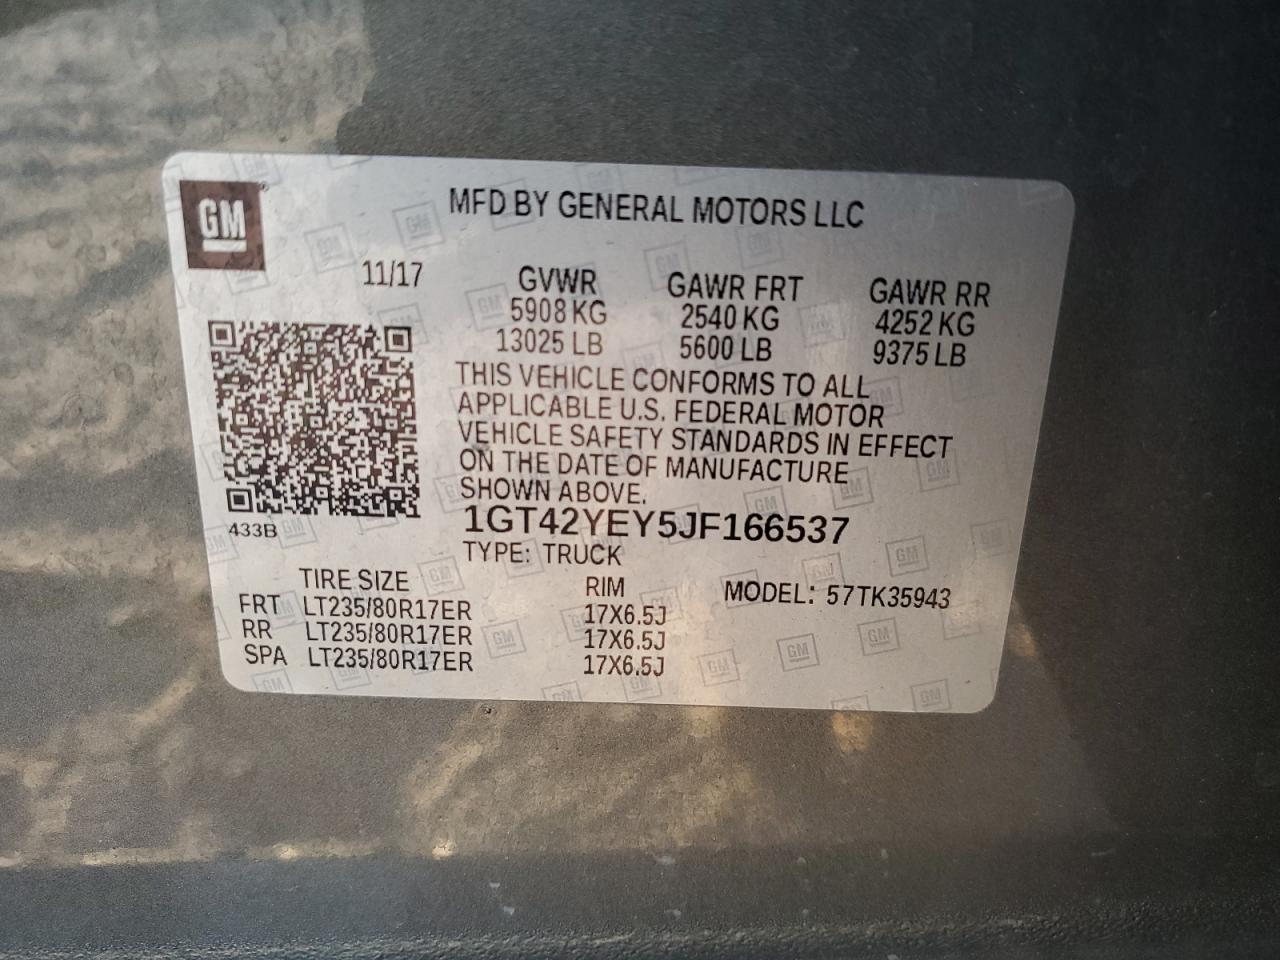 GM
MFD BY GENERAL MOTORS LLC
11/17
GVWR GAWR FRT GAWR RR
5908 KG 2540 KG 4252 KG
13025 LB 5600 LB 9375 LB
THIS VEHICLE CONFORMS TO ALL
APPLICABLE U.S. FEDERAL MOTOR
VEHICLE SAFETY STANDARDS IN EFFECT
ON THE DATE OF MANUFACTURE
SHOWN ABOVE.
433B
1GT42YEY5JF166537
TYPE: TRUCK
TIRE SIZE RIM MODEL: 57TK35943
FRT LT235/80R17ER 17X6.5J
RR LT235/80R17ER 17X6.5J
SPA LT235/80R17ER 17X6.5J